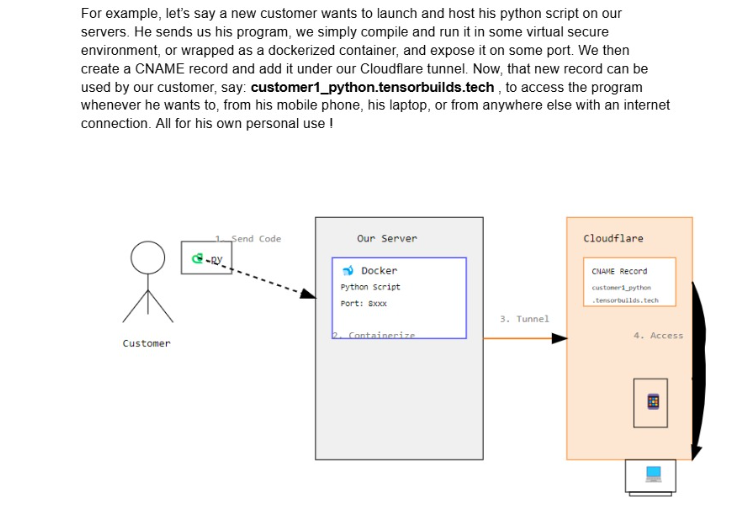 For example, let's say a new customer wants to launch and host his python script on our
servers. He sends us his program, we simply compile and run it in some virtual secure
environment, or wrapped as a dockerized container, and expose it on some port. We then
create a CNAME record and add it under our Cloudflare tunnel. Now, that new record can be
used by our customer, say: customer1_python.tensorbuilds.tech , to access the program
whenever he wants to, from his mobile phone, his laptop, or from anywhere else with an internet
connection. All for his own personal use !
1. Send Code
.py
Customer
Our Server
Docker
Python Script
Port: 8xxx
2. Containerize
3. Tunnel
Cloudflare
CNAME Record
customer1_python
.tensorbuilds.tech
4. Access